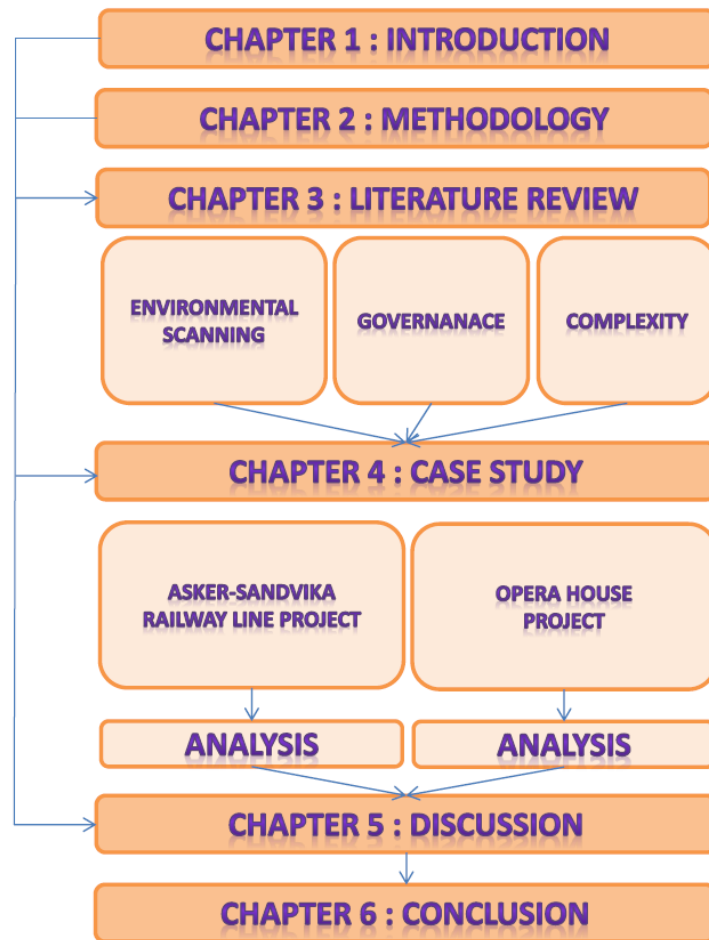 CHAPTER 1 : INTRODUCTION
CHAPTER 2 : METHODOLOGY
CHAPTER 3 : LITERATURE REVIEW
ENVIRONMENTAL
SCANNING
GOVERNANACE
COMPLEXITY
CHAPTER 4 : CASE STUDY
ASKER-SANDVIKA
RAILWAY LINE PROJECT
OPERA HOUSE
PROJECT
ANALYSIS
ANALYSIS
CHAPTER 5 : DISCUSSION
CHAPTER 6 : CONCLUSION